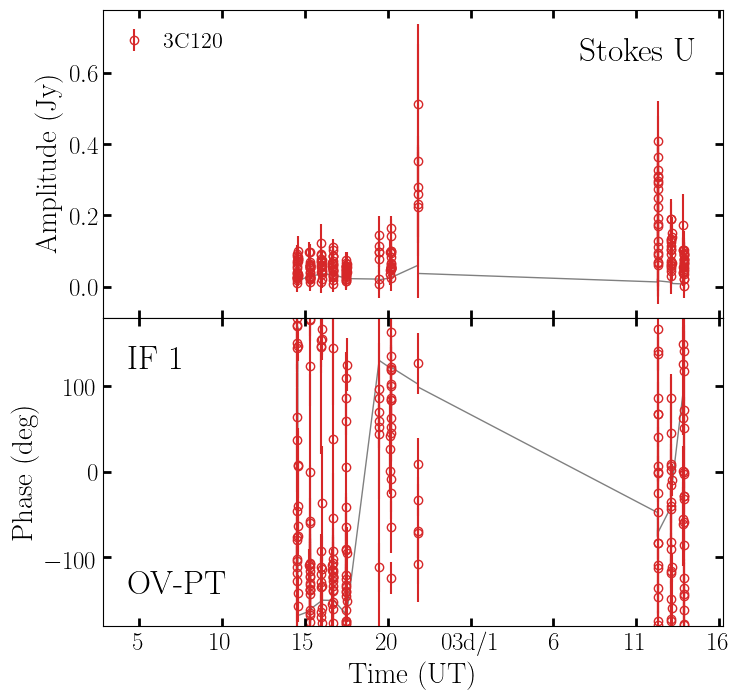 3C120
Stokes U
0.6
0.4
0.2
0.0
Amplitude (Jy)
IF 1
100
0
−100
Phase (deg)
OV-PT
5 10 15 20 03d/1 6 11 16
Time (UT)